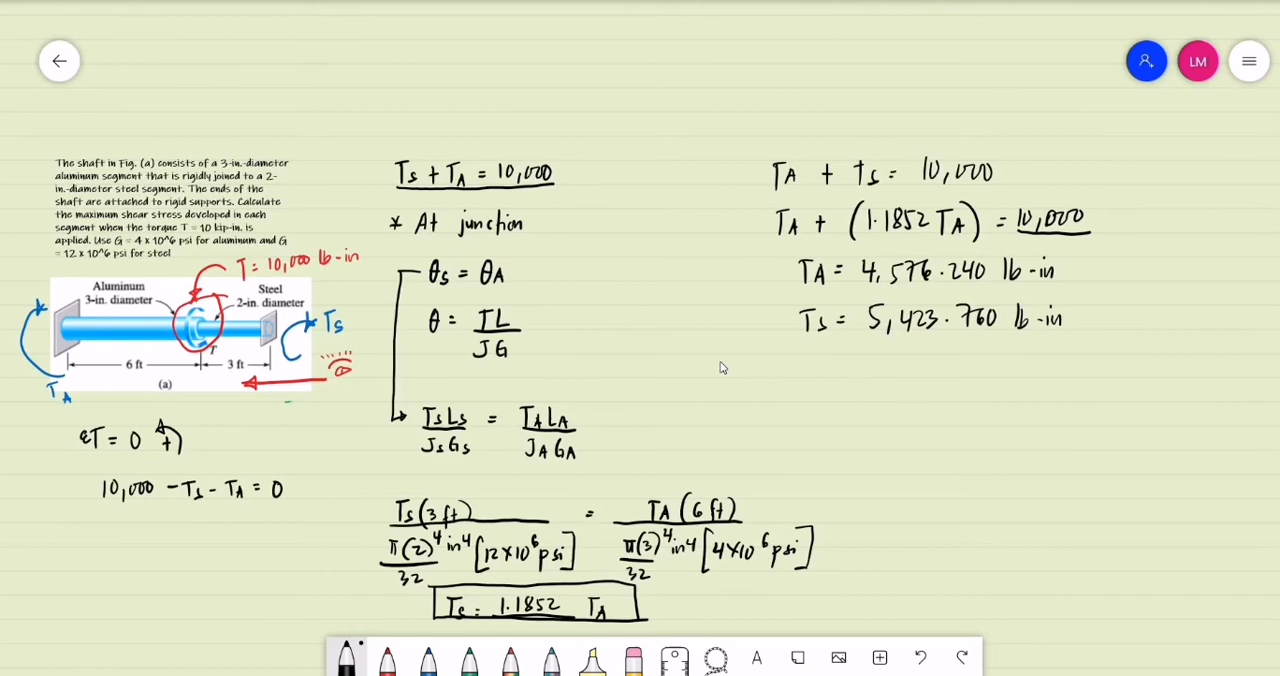 LM
The shaft in Fig. (a) consists of a 3-in.-diameter
aluminum segment that is rigidly joined to a 2-
in.-diameter steel segment. The ends of the
shaft are attached to rigid supports. Calculate
the maximum shear stress developed in each
segment when the torque T = 10 kip-in. is
applied. Use G = 4 x 10^6 psi for aluminum and G
= 12 x 10^6 psi for steel
T = 10,000 lb-in
Aluminum
3-in. diameter
Steel
2-in. diameter
TS
T
6 ft
3 ft
(a)
TA
ΣT = 0 +
10,000 - TS - TA = 0
TS + TA = 10,000
* At junction
θS = θA
θ = TL / JG
TSLS / JSGS = TALA / JAGA
TS(3 ft) / π(2)^4/32 in^4 [12×10^6 psi] = TA(6 ft) / π(3)^4/32 in^4 [4×10^6 psi]
TS = 1.1852 TA
TA + TS = 10,000
TA + (1.1852 TA) = 10,000
TA = 4,576.240 lb-in
TS = 5,423.760 lb-in
A